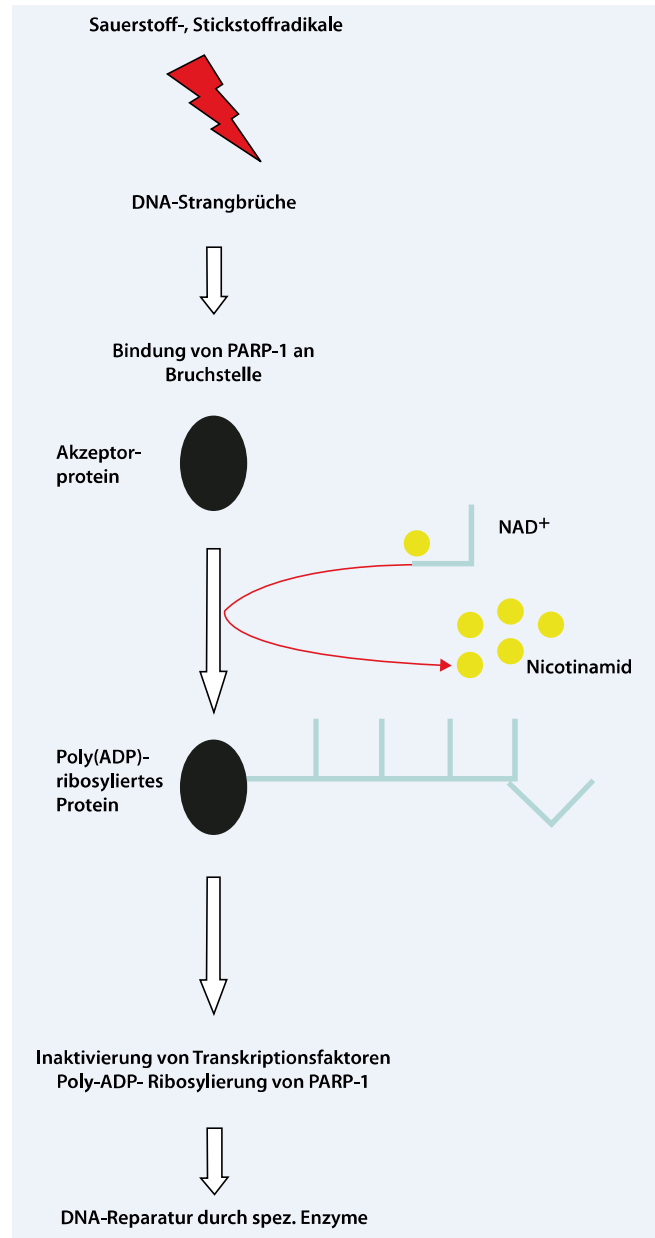 Sauerstoff-, Stickstoffradikale
DNA-Strangbrüche
Bindung von PARP-1 an
Bruchstelle
Akzeptor-
protein
NAD+
Nicotinamid
Poly(ADP)-
ribosyliertes
Protein
Inaktivierung von Transkriptionsfaktoren
Poly-ADP- Ribosylierung von PARP-1
DNA-Reparatur durch spez. Enzyme